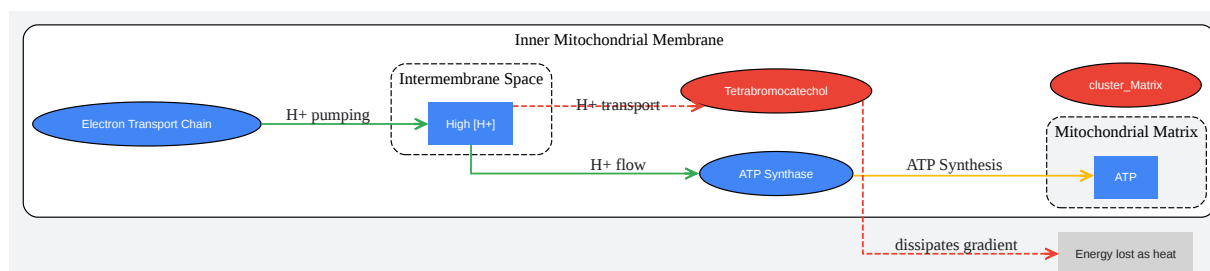 Inner Mitochondrial Membrane
Intermembrane Space
Electron Transport Chain
H+ pumping
High [H+]
H+ transport
Tetrabromocatechol
cluster_Matrix
Mitochondrial Matrix
H+ flow
ATP Synthase
ATP Synthesis
ATP
dissipates gradient
Energy lost as heat